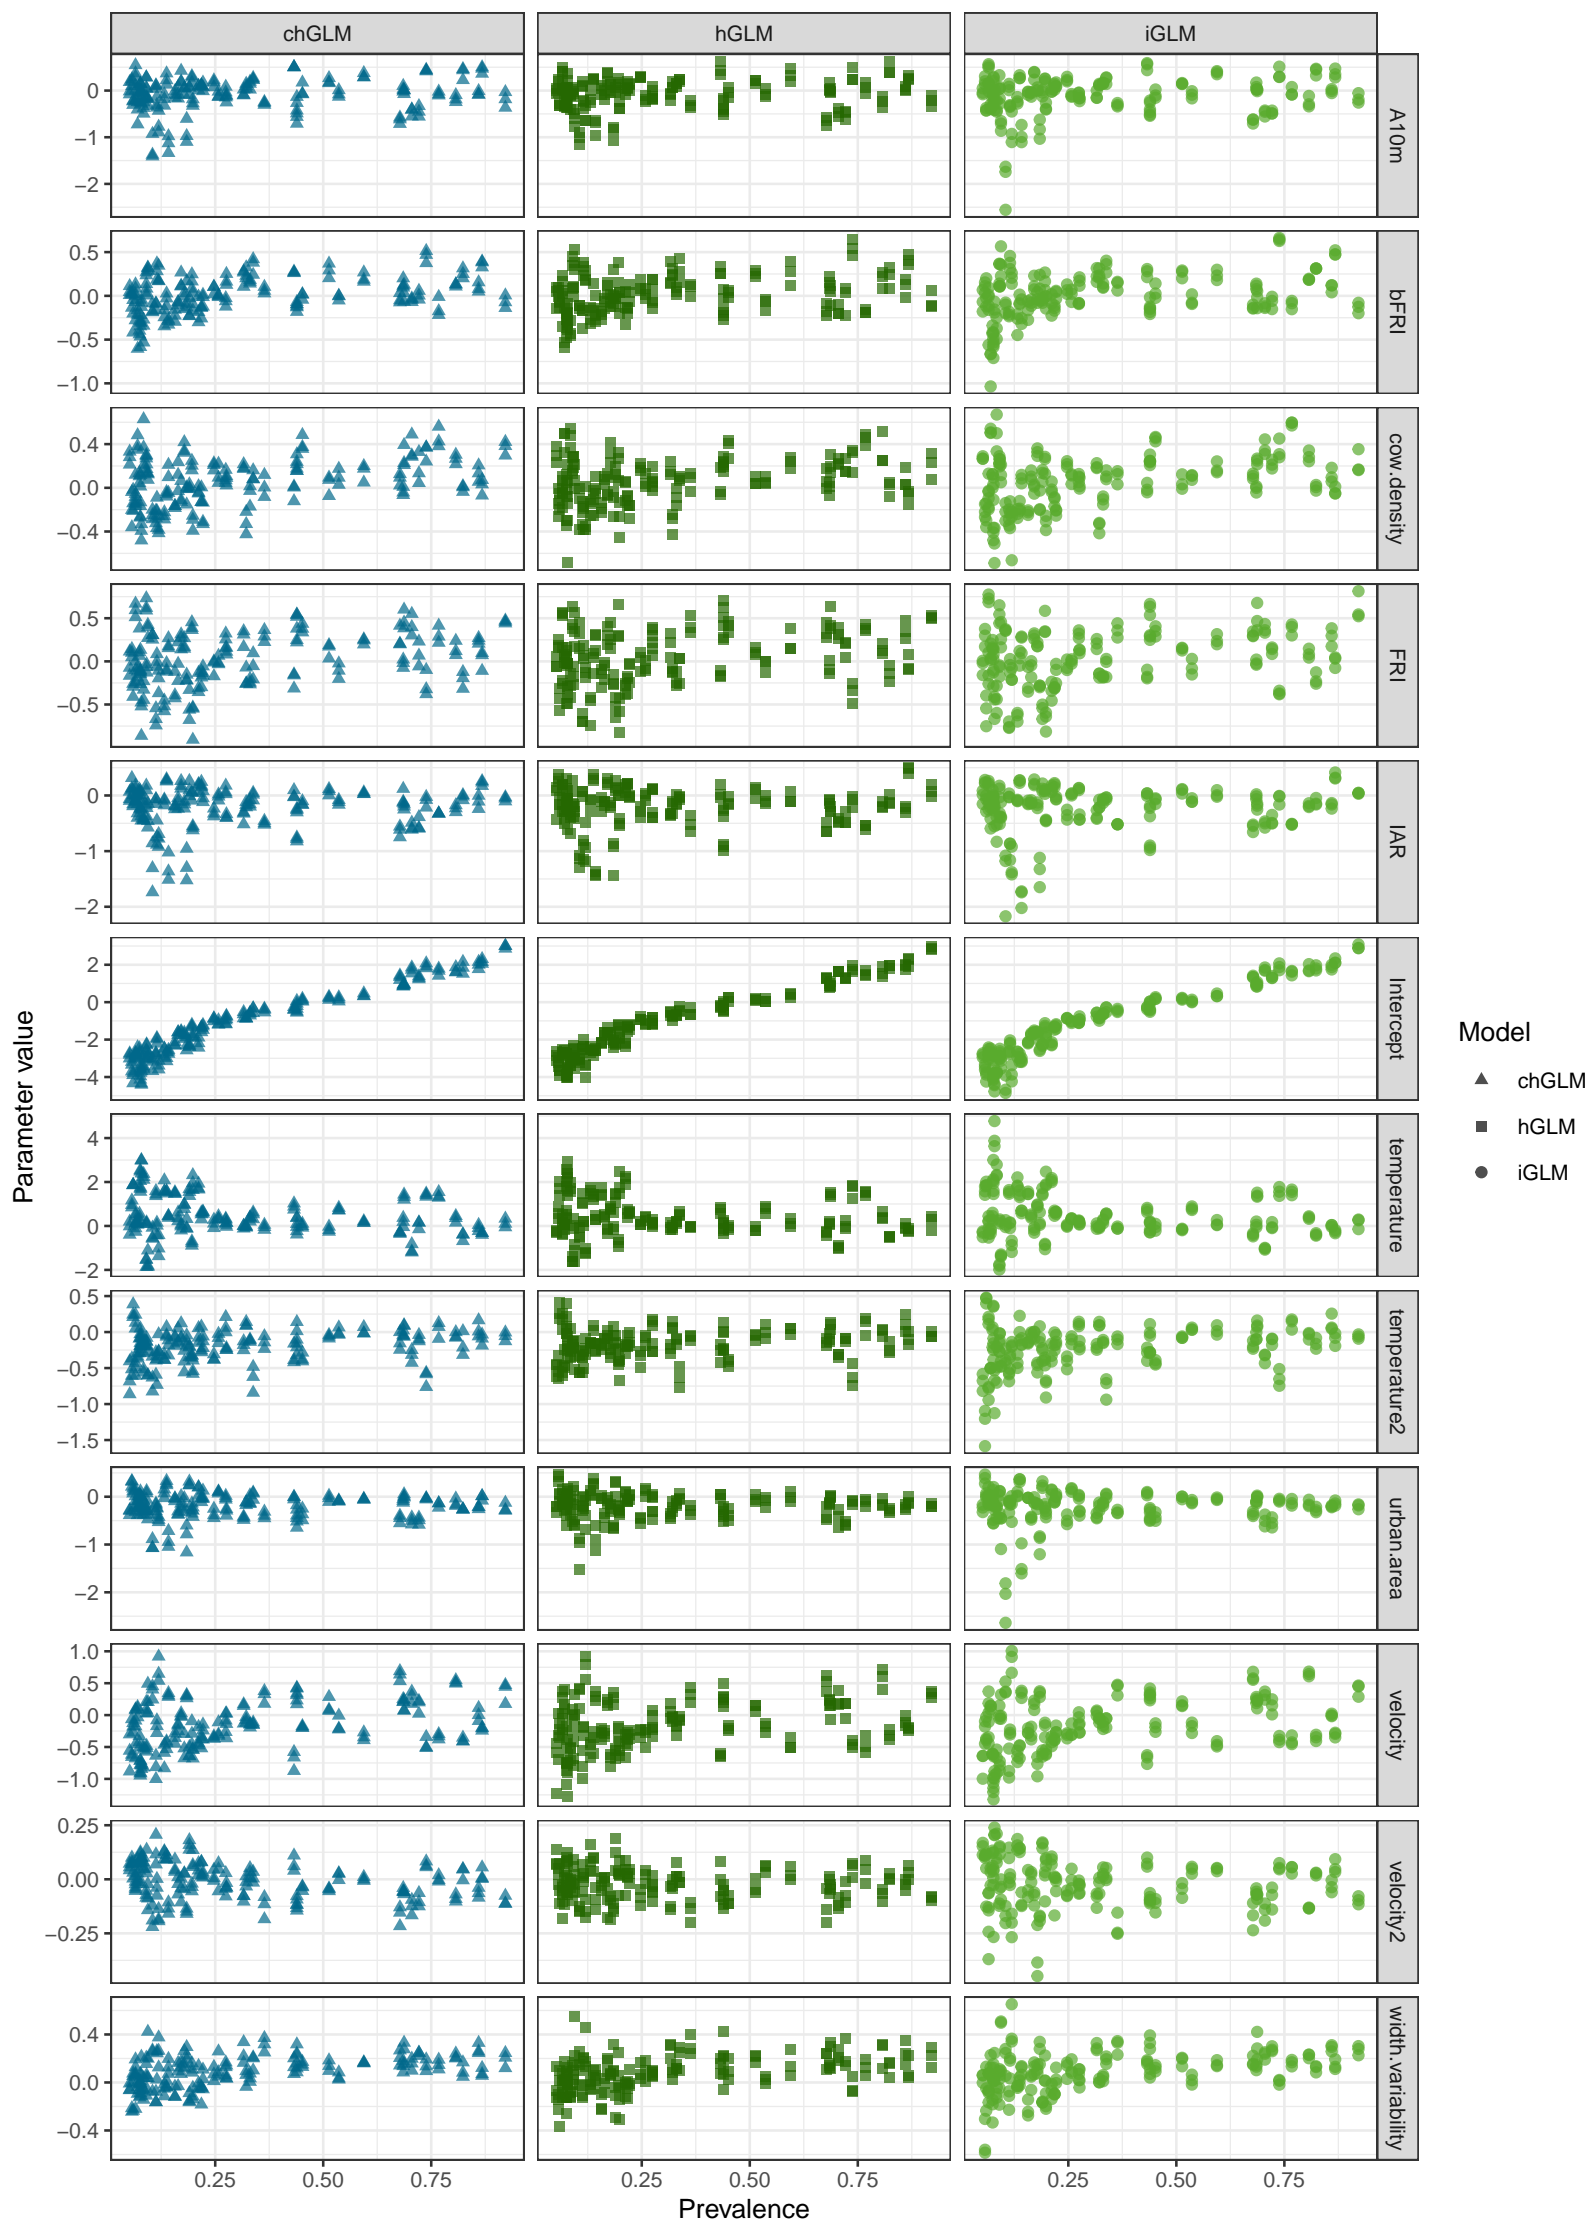 chGLM hGLM iGLM
0
−1
−2
A10m
0.5
0.0
−0.5
−1.0
bFRI
0.4
0.0
−0.4
cow.density
0.5
0.0
−0.5
FRI
0
−1
−2
IAR
2
0
−2
−4
Intercept
4
2
0
−2
temperature
0.5
0.0
−0.5
−1.0
−1.5
temperature2
0
−1
−2
urban.area
1.0
0.5
0.0
−0.5
−1.0
velocity
0.25
0.00
−0.25
velocity2
0.4
0.0
−0.4
width.variability
0.25 0.50 0.75 0.25 0.50 0.75 0.25 0.50 0.75
Prevalence
Parameter value
Model
chGLM
hGLM
iGLM